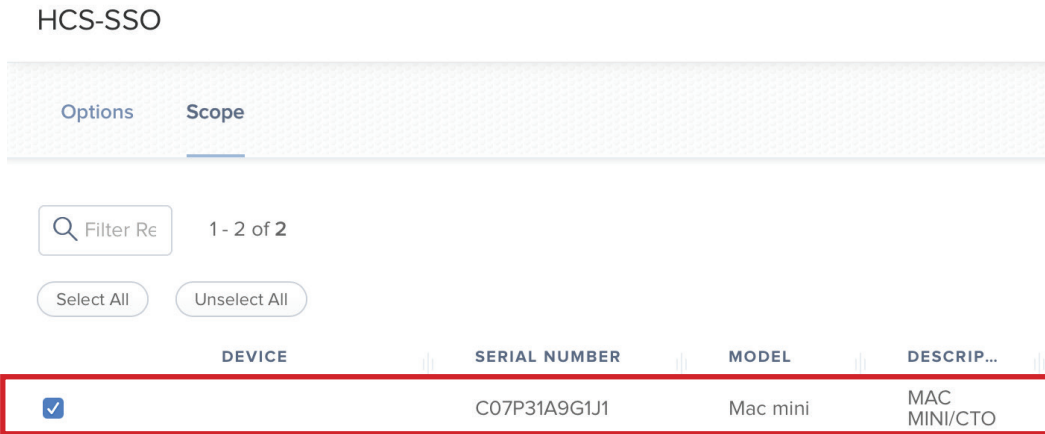 HCS-SSO
Options Scope
Filter Re 1 - 2 of 2
Select All Unselect All
DEVICE SERIAL NUMBER MODEL DESCRIP...
C07P31A9G1J1 Mac mini MAC
MINI/CTO